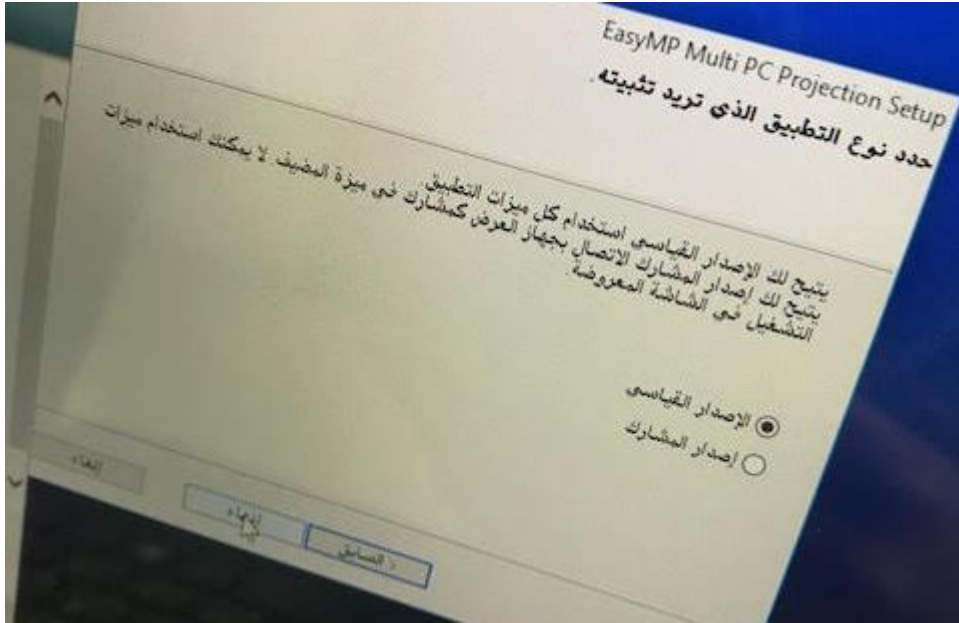 EasyMP Multi PC Projection Setup
حدد نوع التطبيق الذي تريد تثبيته.
يتيح لك الإصدار القياسي استخدام كل ميزات التطبيق.
يتيح لك إصدار المشارك الاتصال بجهاز العرض كمشارك في ميزة المضيف. لا يمكنك استخدام ميزات
التشغيل في الشاشة المعروضة.
الإصدار القياسي
إصدار المشارك
< السابق
إنهاء
إلغاء